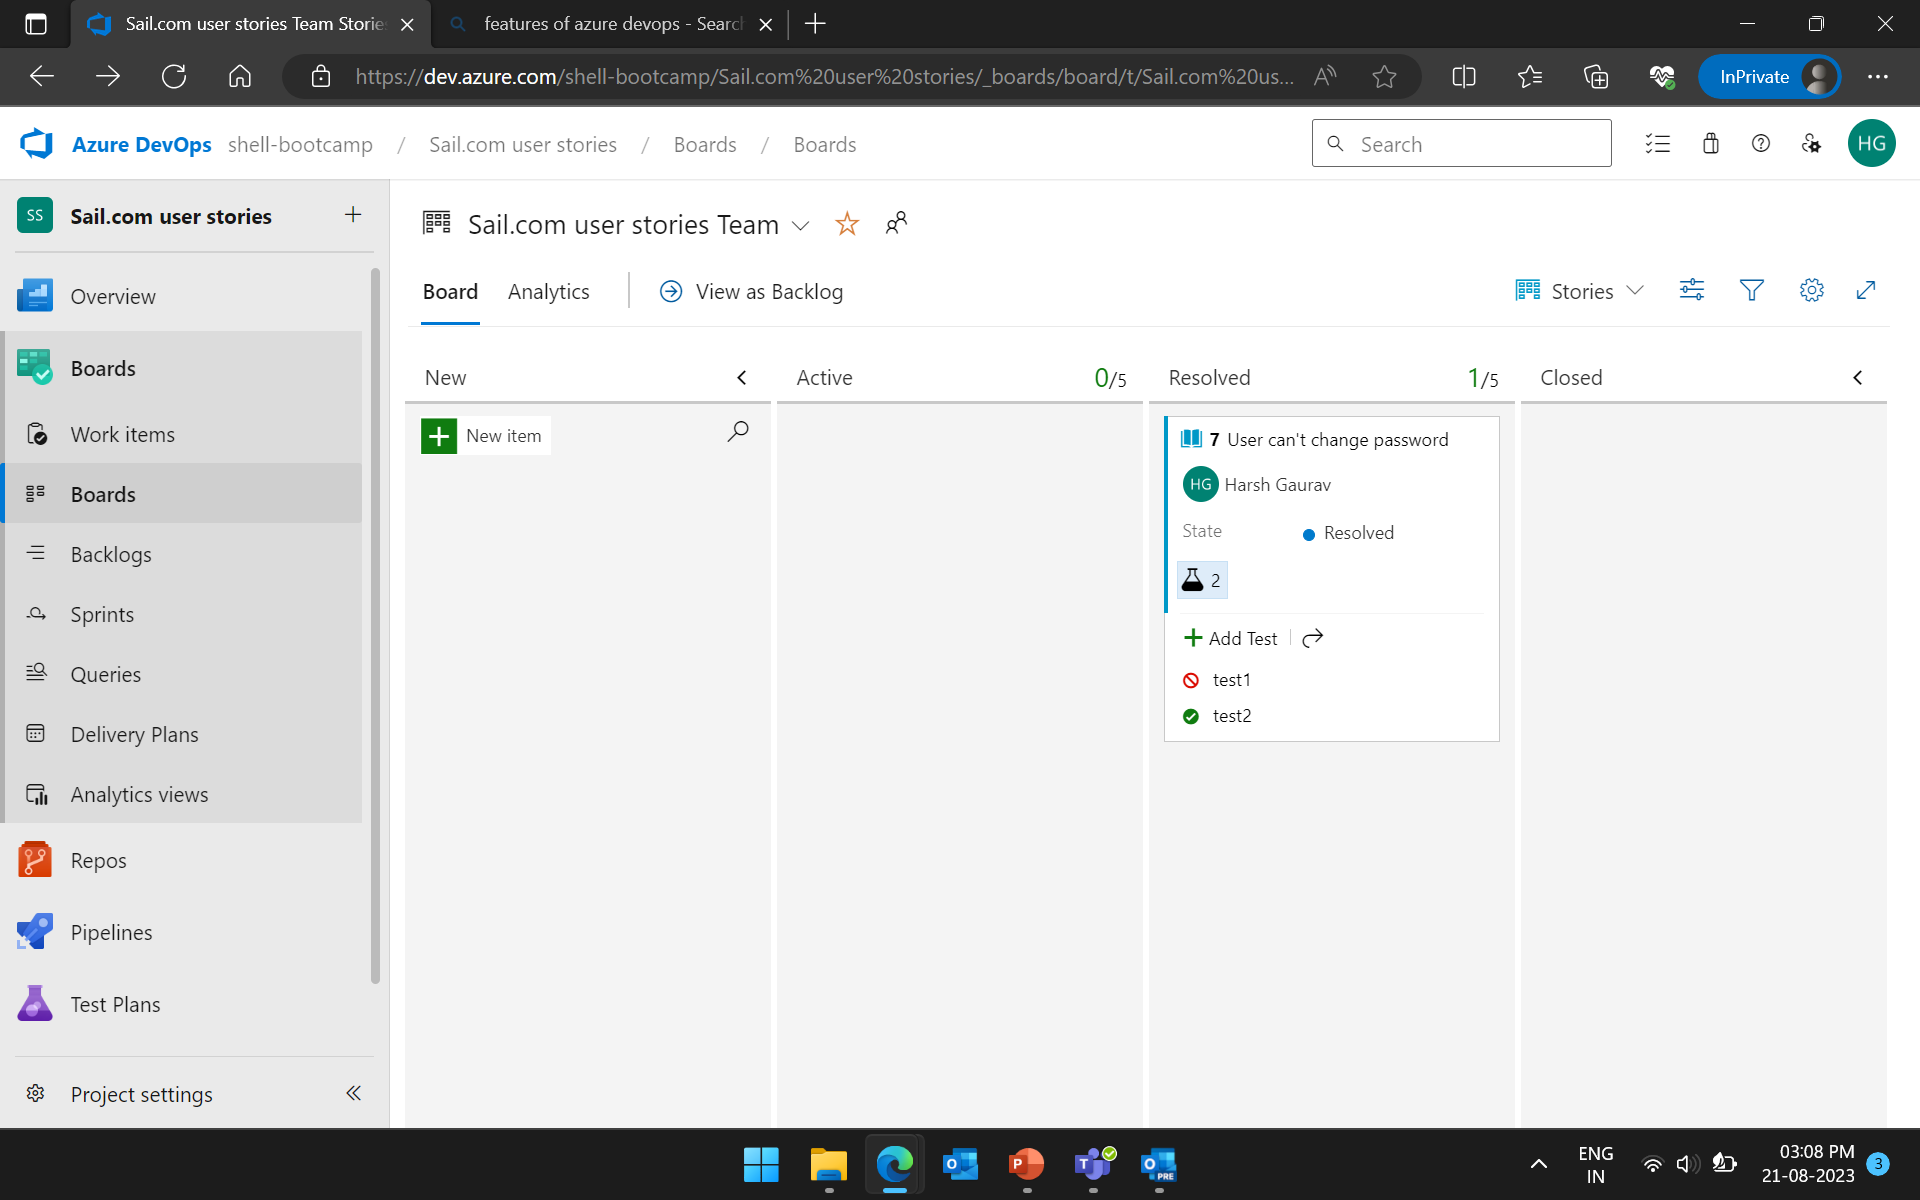 Sail.com user stories Team Storie
features of azure devops - Search
https://dev.azure.com/shell-bootcamp/Sail.com%20user%20stories/_boards/board/t/Sail.com%20us...
InPrivate
Azure DevOps shell-bootcamp / Sail.com user stories / Boards / Boards
Search
HG
SS Sail.com user stories
Overview
Boards
Work items
Boards
Backlogs
Sprints
Queries
Delivery Plans
Analytics views
Repos
Pipelines
Test Plans
Project settings
Sail.com user stories Team
Board Analytics View as Backlog
Stories
New
Active 0/5
Resolved 1/5
Closed
New item
7 User can't change password
HG Harsh Gaurav
State Resolved
2
Add Test
test1
test2
ENG
IN
03:08 PM
21-08-2023
3
PRE